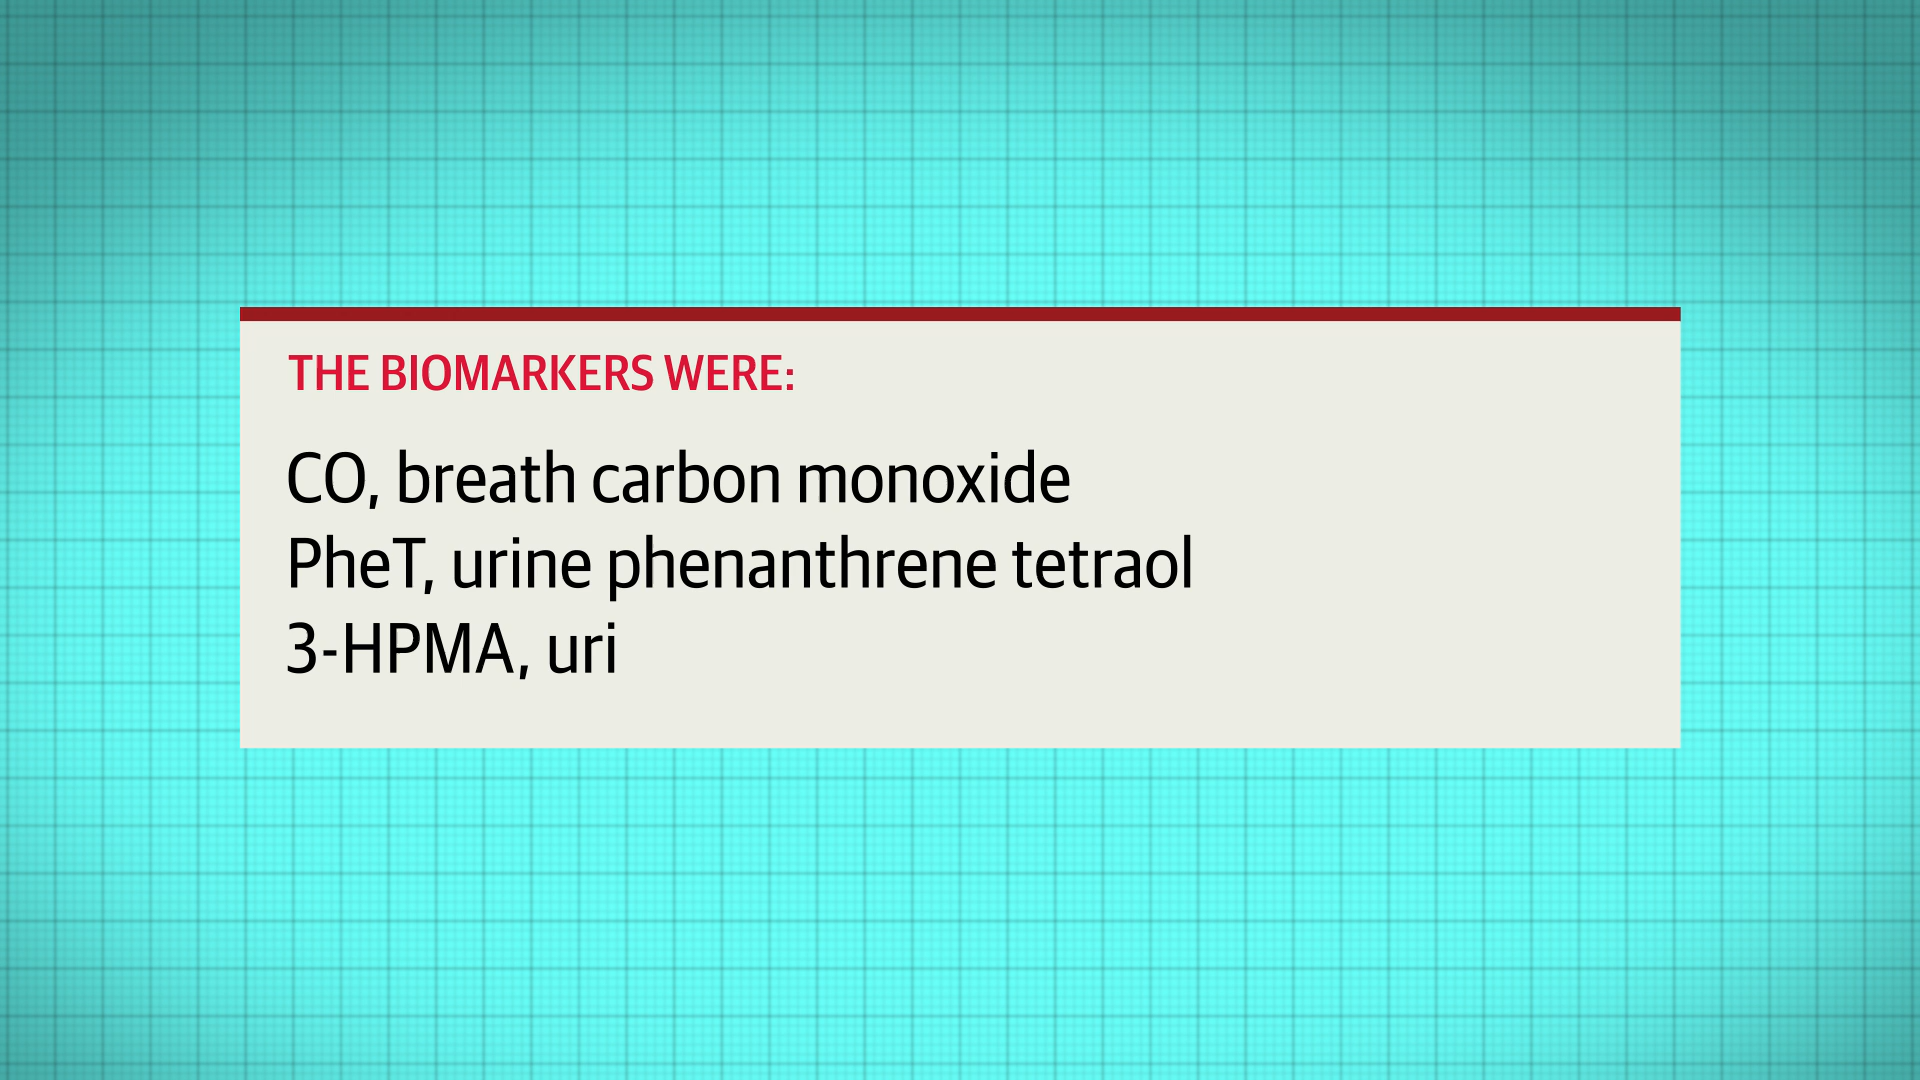 THE BIOMARKERS WERE:
CO, breath carbon monoxide
PheT, urine phenanthrene tetraol
3-HPMA, uri